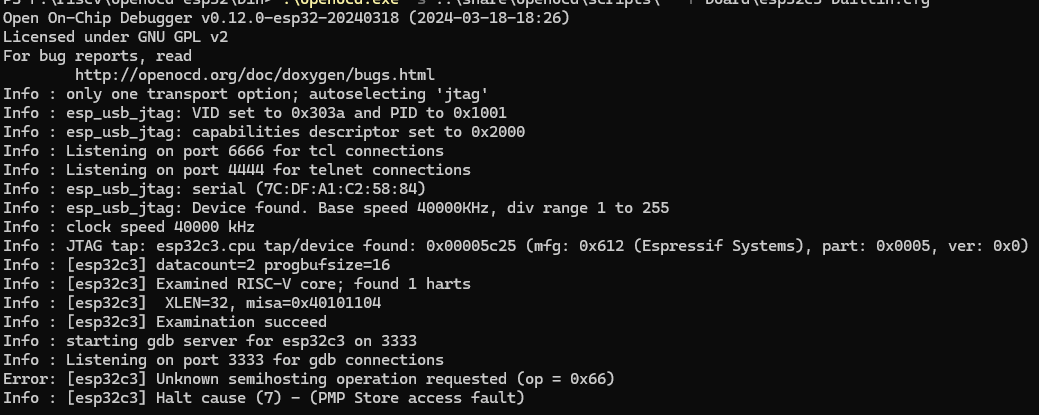 Open On-Chip Debugger v0.12.0-esp32-20240318 (2024-03-18-18:26)
Licensed under GNU GPL v2
For bug reports, read
        http://openocd.org/doc/doxygen/bugs.html
Info : only one transport option; autoselecting 'jtag'
Info : esp_usb_jtag: VID set to 0x303a and PID to 0x1001
Info : esp_usb_jtag: capabilities descriptor set to 0x2000
Info : Listening on port 6666 for tcl connections
Info : Listening on port 4444 for telnet connections
Info : esp_usb_jtag: serial (7C:DF:A1:C2:58:84)
Info : esp_usb_jtag: Device found. Base speed 40000KHz, div range 1 to 255
Info : clock speed 40000 kHz
Info : JTAG tap: esp32c3.cpu tap/device found: 0x00005c25 (mfg: 0x612 (Espressif Systems), part: 0x0005, ver: 0x0)
Info : [esp32c3] datacount=2 progbufsize=16
Info : [esp32c3] Examined RISC-V core; found 1 harts
Info : [esp32c3]  XLEN=32, misa=0x40101104
Info : [esp32c3] Examination succeed
Info : starting gdb server for esp32c3 on 3333
Info : Listening on port 3333 for gdb connections
Error: [esp32c3] Unknown semihosting operation requested (op = 0x66)
Info : [esp32c3] Halt cause (7) - (PMP Store access fault)